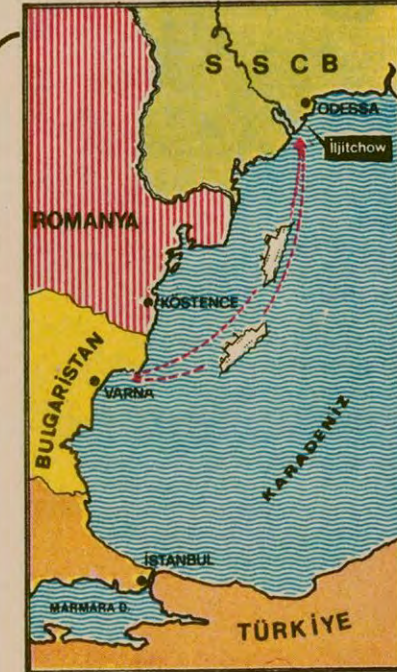 S S C B
ODESSA
İljitchow
ROMANYA
KÖSTENCE
BULGARİSTAN
VARNA
KARADENİZ
İSTANBUL
MARMARA D.
TÜRKİYE